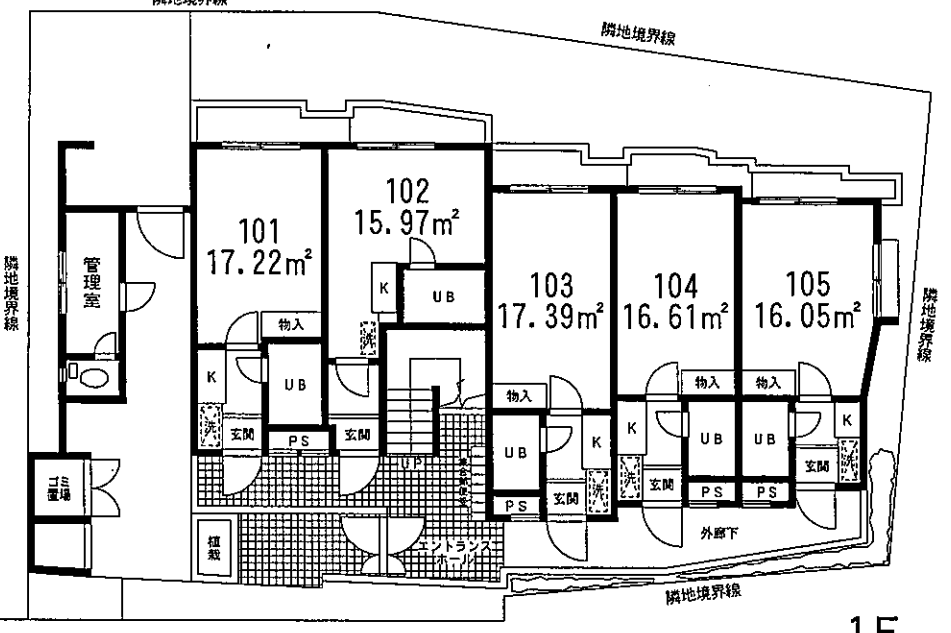 隣地境界線
隣地境界線
101
17.22m²
102
15.97m²
103
17.39m²
104
16.61m²
105
16.05m²
隣地境界線
管理室
隣地境界線
K
UB
洗
物入
K
UB
洗
玄関
PS
玄関
UP
物入
UB
K
玄関
洗
PS
物入
K
UB
洗
玄関
PS
物入
UB
K
玄関
洗
PS
ゴミ置場
植栽
エントランス
ホール
外廊下
隣地境界線
1F